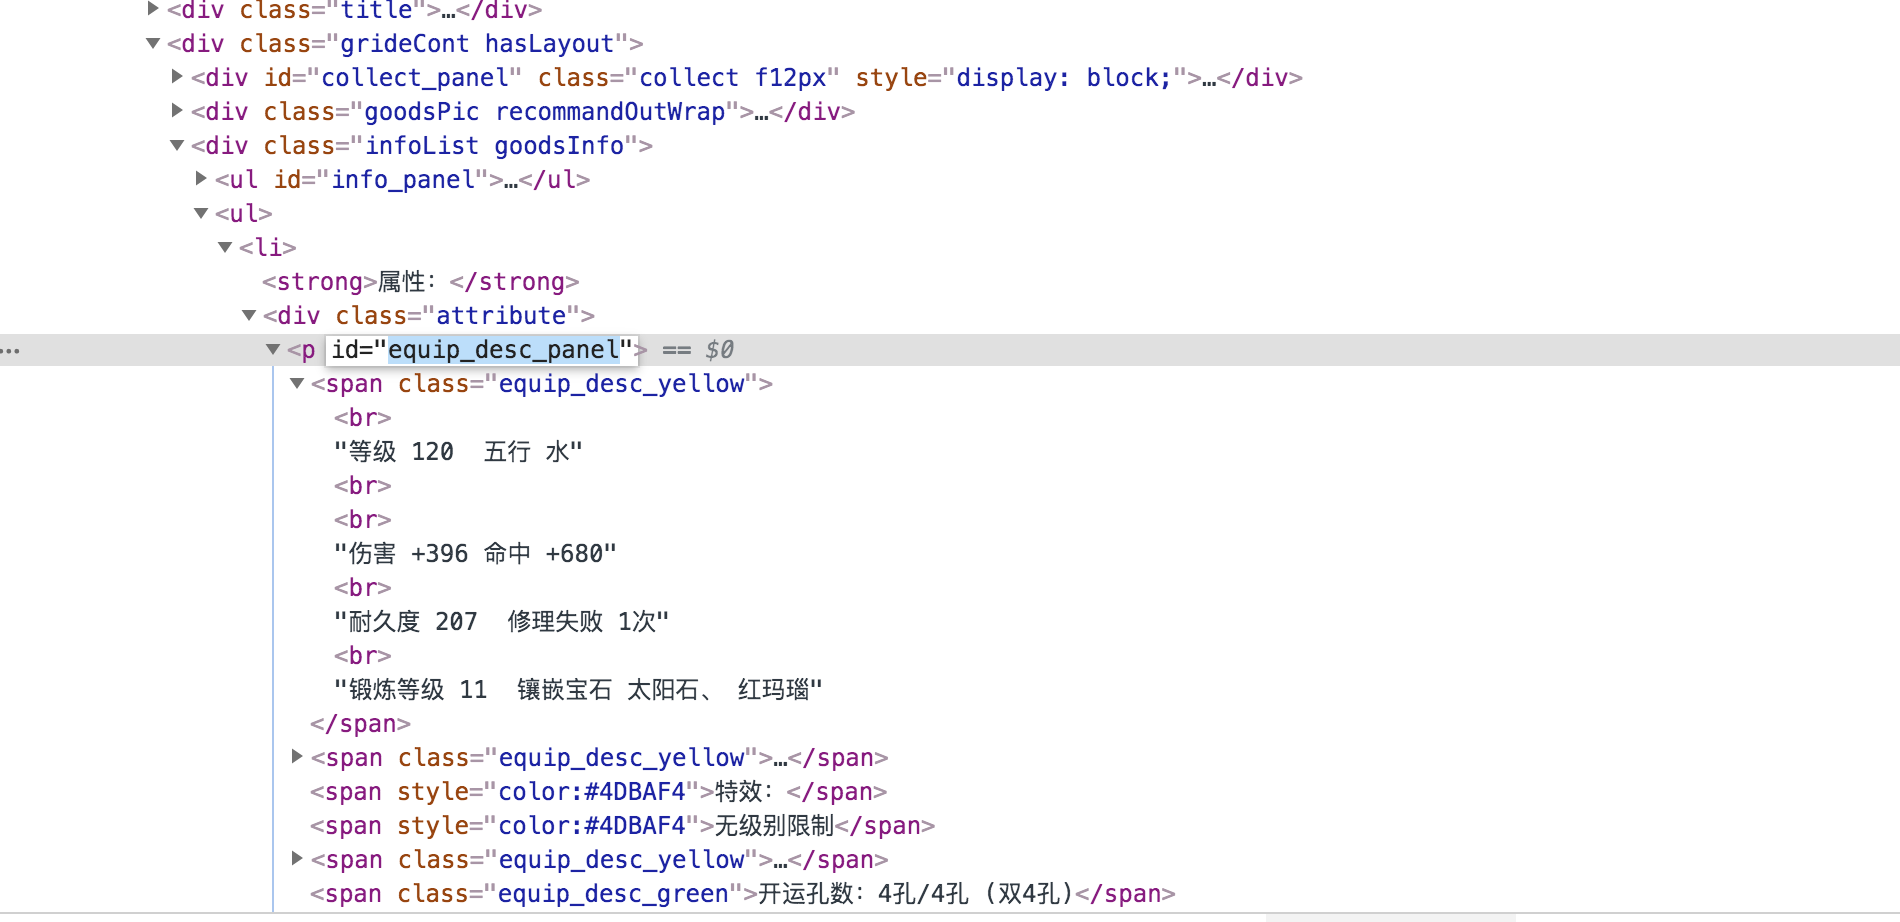 <div class="title">…</div>
<div class="grideCont hasLayout">
<div id="collect_panel" class="collect f12px" style="display: block;">…</div>
<div class="goodsPic recommandOutWrap">…</div>
<div class="infoList goodsInfo">
<ul id="info_panel">…</ul>
<ul>
<li>
<strong>属性：</strong>
<div class="attribute">
… <p id="equip_desc_panel"> == $0
<span class="equip_desc_yellow">
<br>
"等级 120  五行 水"
<br>
<br>
"伤害 +396 命中 +680"
<br>
"耐久度 207  修理失败 1次"
<br>
"锻炼等级 11  镶嵌宝石 太阳石、 红玛瑙"
</span>
<span class="equip_desc_yellow">…</span>
<span style="color:#4DBAF4">特效：</span>
<span style="color:#4DBAF4">无级别限制</span>
<span class="equip_desc_yellow">…</span>
<span class="equip_desc_green">开运孔数：4孔/4孔（双4孔)</span>